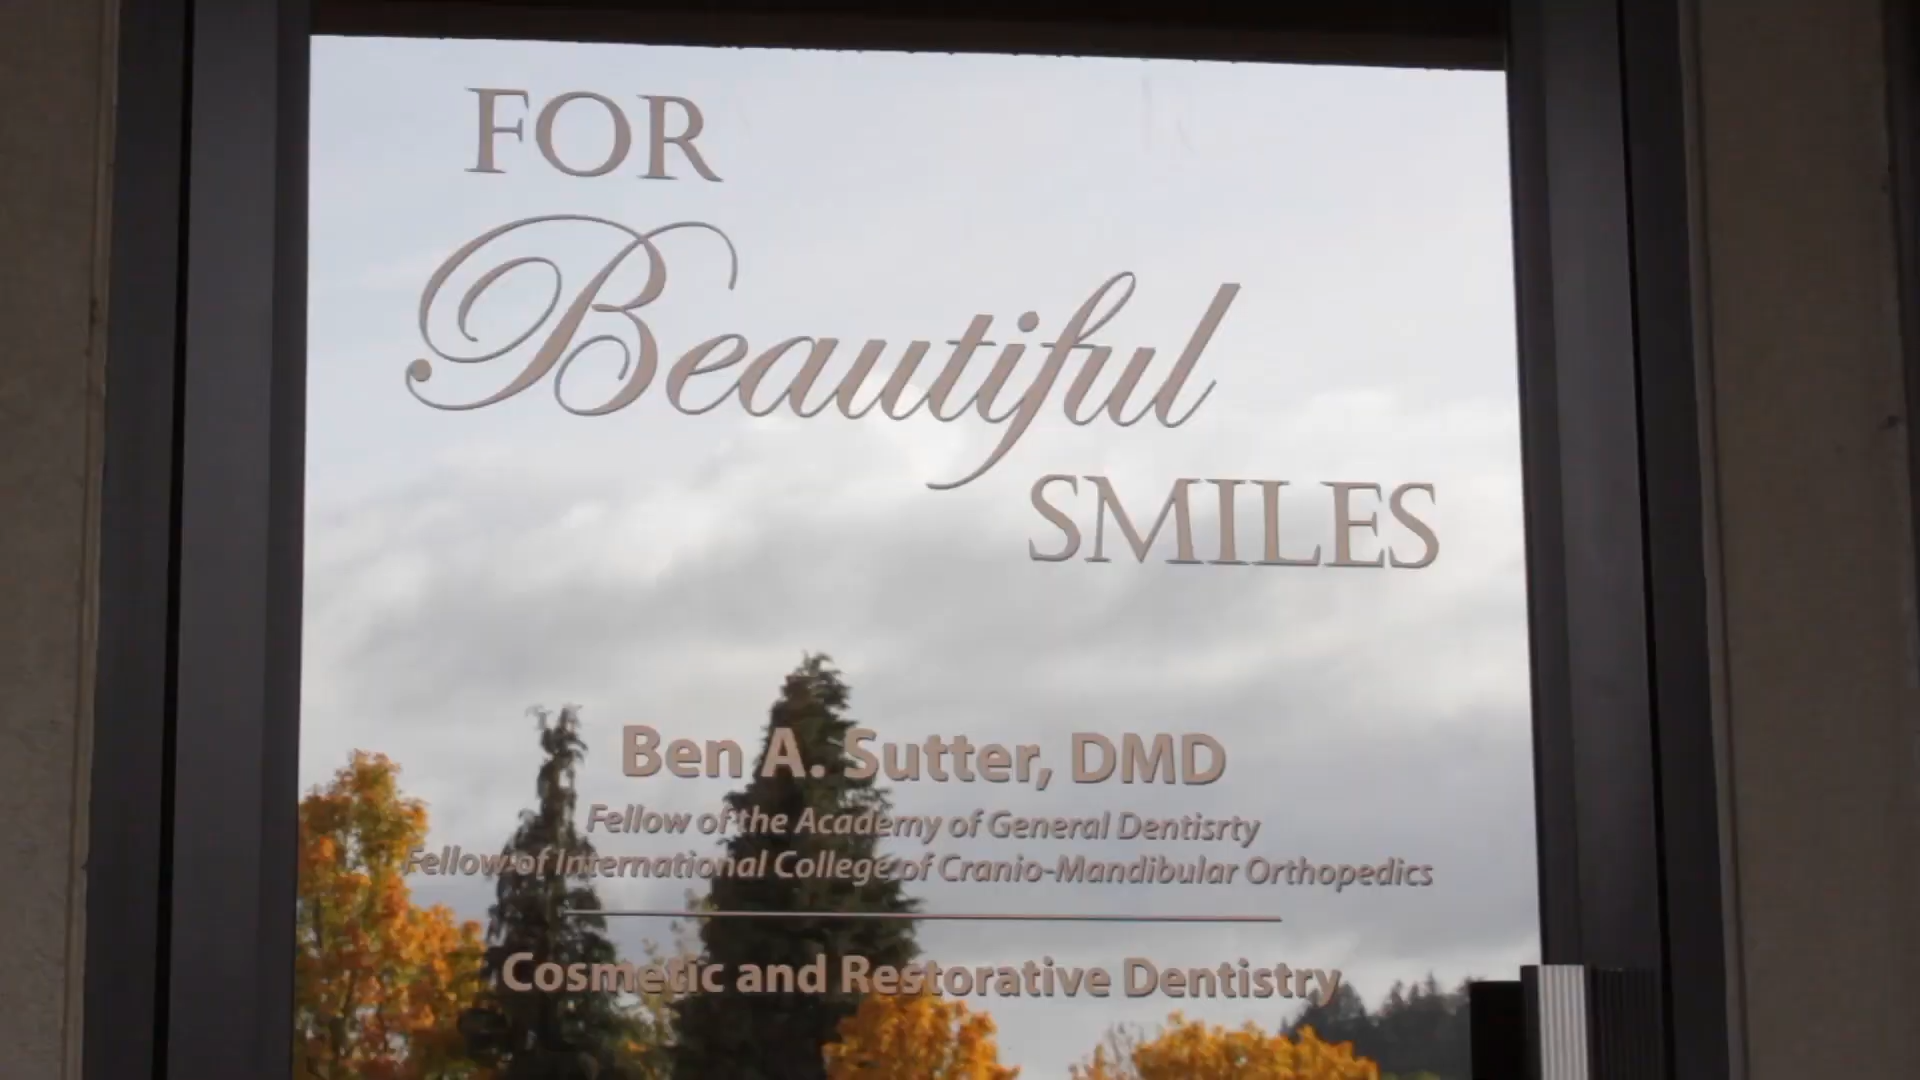 FOR
Beautiful
SMILES
Ben A. Sutter, DMD
Fellow of the Academy of General Dentisrty
Fellow of International College of Cranio-Mandibular Orthopedics
Cosmetic and Restorative Dentistry